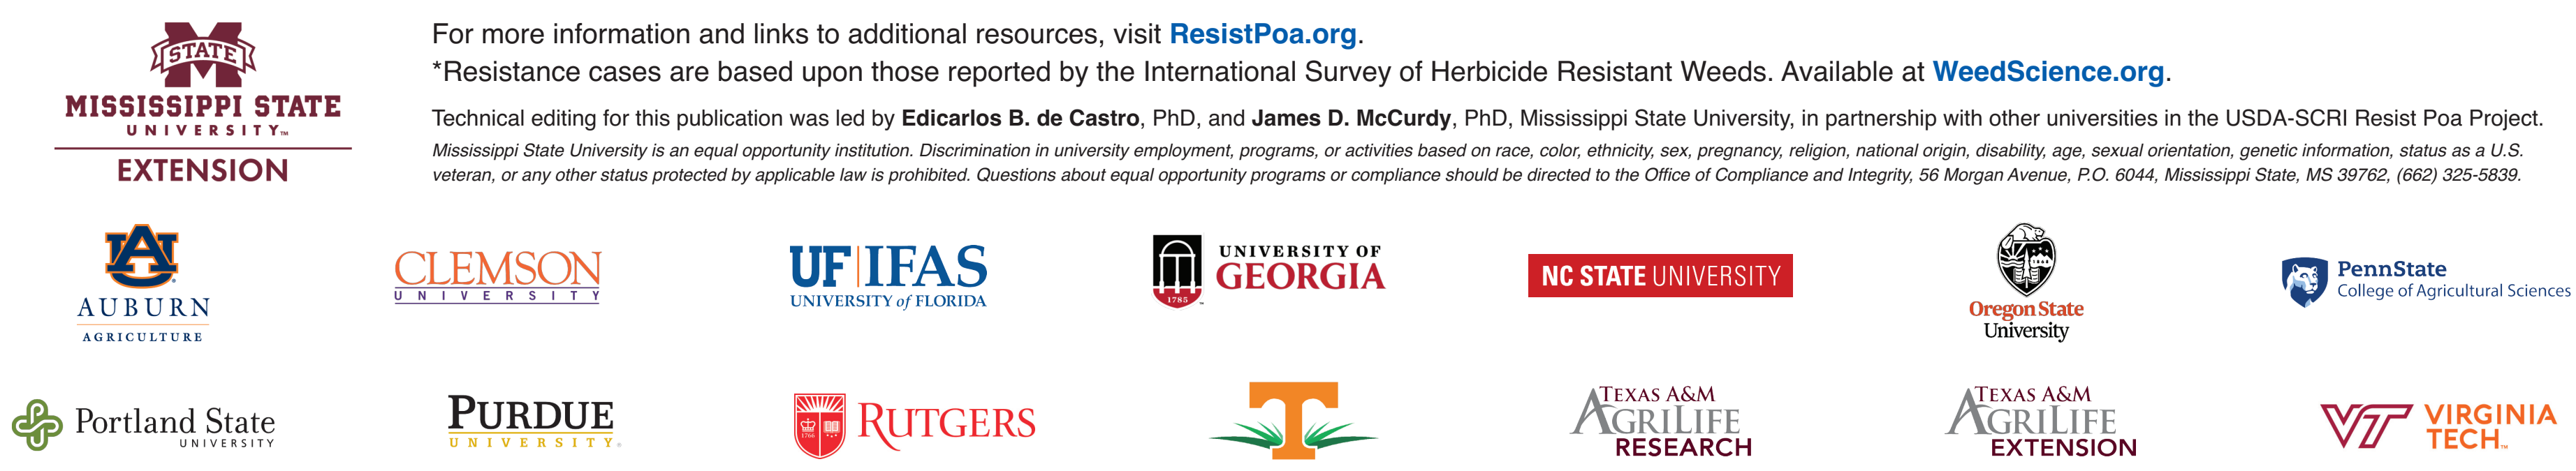 STATE
MISSISSIPPI STATE
UNIVERSITY™
EXTENSION
For more information and links to additional resources, visit ResistPoa.org.
*Resistance cases are based upon those reported by the International Survey of Herbicide Resistant Weeds. Available at WeedScience.org.
Technical editing for this publication was led by Edicarlos B. de Castro, PhD, and James D. McCurdy, PhD, Mississippi State University, in partnership with other universities in the USDA-SCRI Resist Poa Project.
Mississippi State University is an equal opportunity institution. Discrimination in university employment, programs, or activities based on race, color, ethnicity, sex, pregnancy, religion, national origin, disability, age, sexual orientation, genetic information, status as a U.S.
veteran, or any other status protected by applicable law is prohibited. Questions about equal opportunity programs or compliance should be directed to the Office of Compliance and Integrity, 56 Morgan Avenue, P.O. 6044, Mississippi State, MS 39762, (662) 325-5839.
AU
AUBURN
AGRICULTURE
CLEMSON
UNIVERSITY
UF|IFAS
UNIVERSITY of FLORIDA
1785
UNIVERSITY OF
GEORGIA
NC STATE UNIVERSITY
Oregon State
University
PennState
College of Agricultural Sciences
Portland State
UNIVERSITY
PURDUE
UNIVERSITY®
1766
RUTGERS
T
TEXAS A&M
AGRILIFE
RESEARCH
TEXAS A&M
AGRILIFE
EXTENSION
VT
VIRGINIA
TECH™